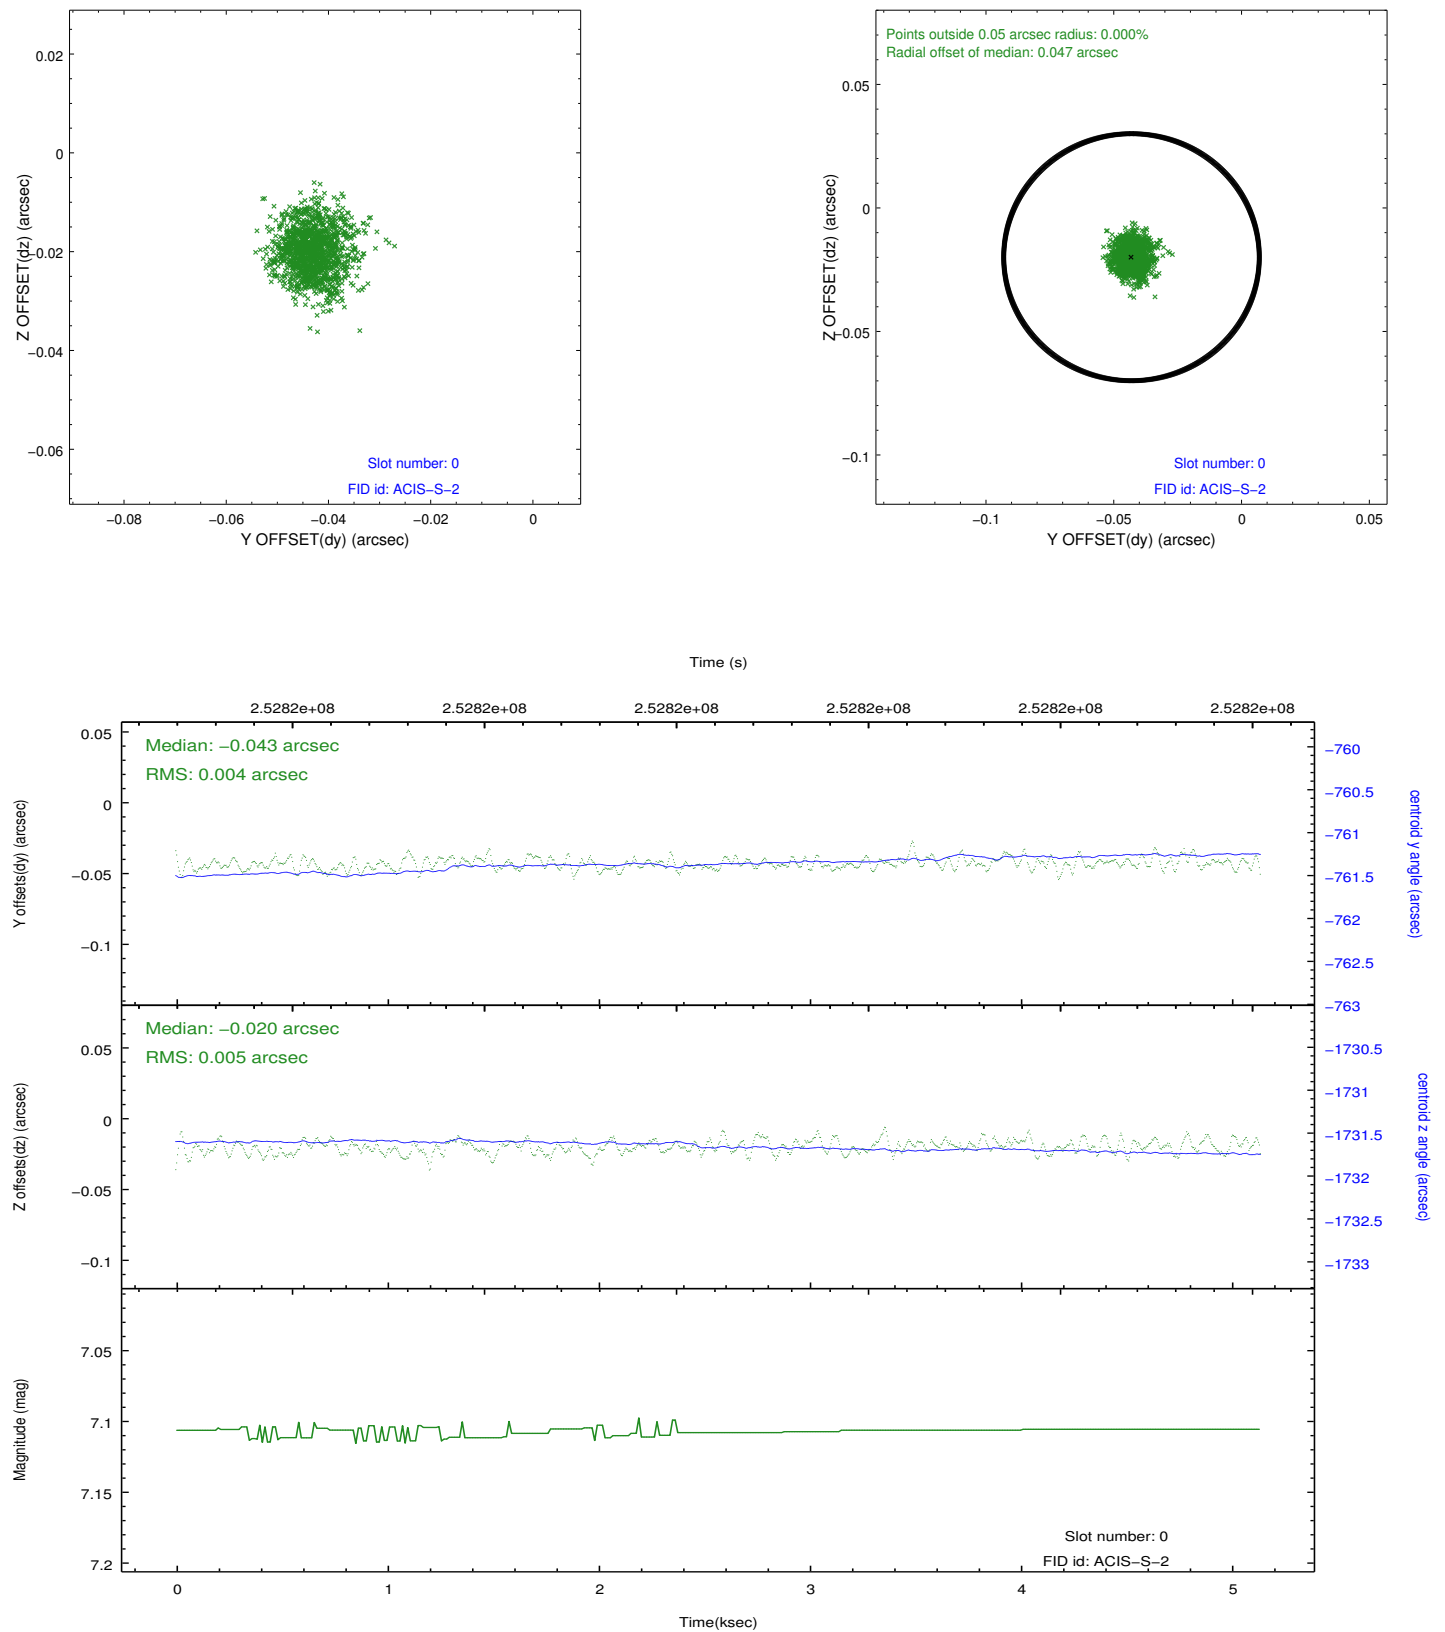 0.02
0
−0.02
−0.04
−0.06
Z OFFSET(dz) (arcsec)
Slot number: 0
FID id: ACIS−S−2
−0.08 −0.06 −0.04 −0.02 0
Y OFFSET(dy) (arcsec)
Points outside 0.05 arcsec radius: 0.000%
Radial offset of median: 0.047 arcsec
0.05
0
−0.05
−0.1
Z OFFSET(dz) (arcsec)
Slot number: 0
FID id: ACIS−S−2
−0.1 −0.05 0 0.05
Y OFFSET(dy) (arcsec)
Time (s)
2.5282e+08 2.5282e+08 2.5282e+08 2.5282e+08 2.5282e+08 2.5282e+08
Median: −0.043 arcsec
RMS: 0.004 arcsec
0.05
0
−0.05
−0.1
Y offsets(dy) (arcsec)
−760
−760.5
−761
−761.5
−762
−762.5
−763
centroid y angle (arcsec)
Median: −0.020 arcsec
RMS: 0.005 arcsec
0.05
0
−0.05
−0.1
Z offsets(dz) (arcsec)
−1730.5
−1731
−1731.5
−1732
−1732.5
−1733
centroid z angle (arcsec)
7.05
7.1
7.15
7.2
Magnitude (mag)
Slot number: 0
FID id: ACIS−S−2
0 1 2 3 4 5
Time(ksec)